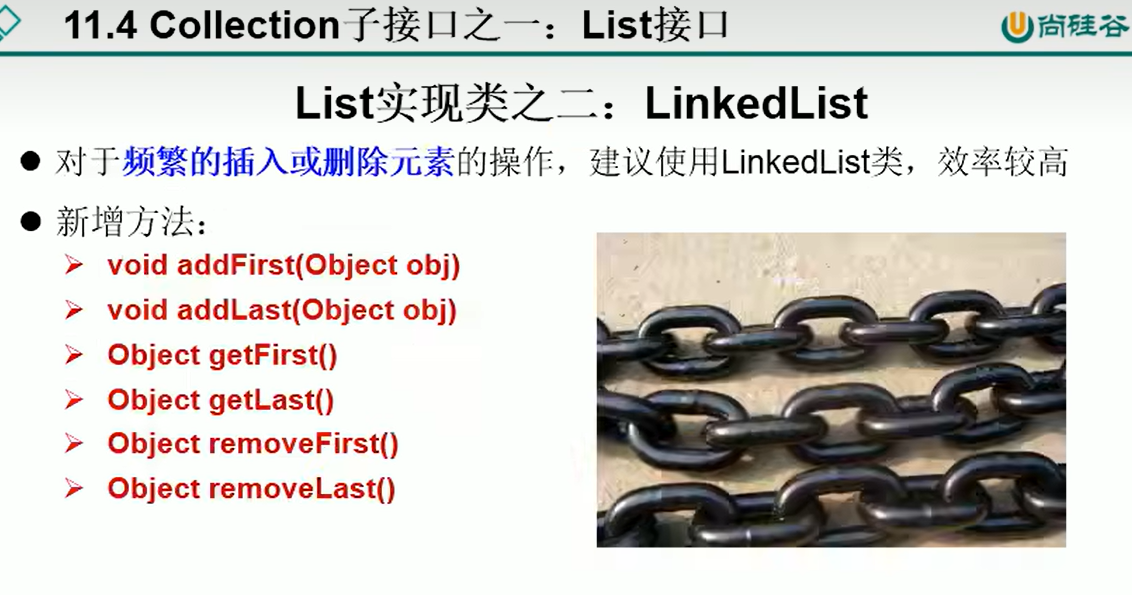 11.4 Collection子接口之一：List接口
尚硅谷
List实现类之二：LinkedList
对于频繁的插入或删除元素的操作，建议使用LinkedList类，效率较高
新增方法：
void addFirst(Object obj)
void addLast(Object obj)
Object getFirst()
Object getLast()
Object removeFirst()
Object removeLast()